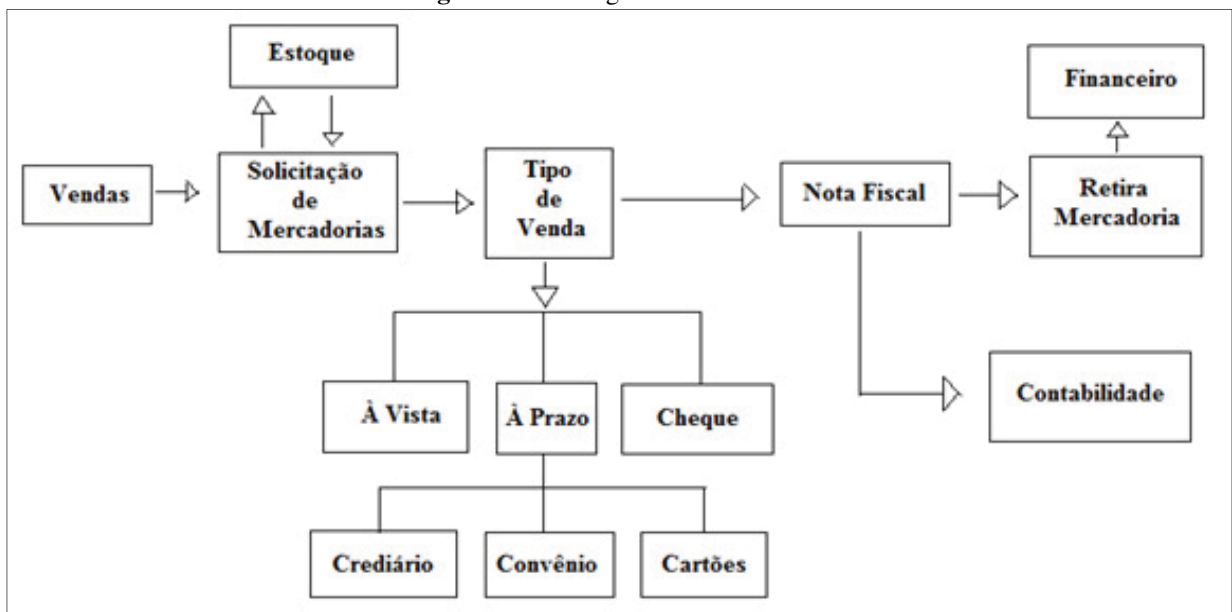 Estoque
Financeiro
Vendas
Solicitação
de
Mercadorias
Tipo
de
Venda
Nota Fiscal
Retira
Mercadoria
À Vista
À Prazo
Cheque
Contabilidade
Crediário
Convênio
Cartões